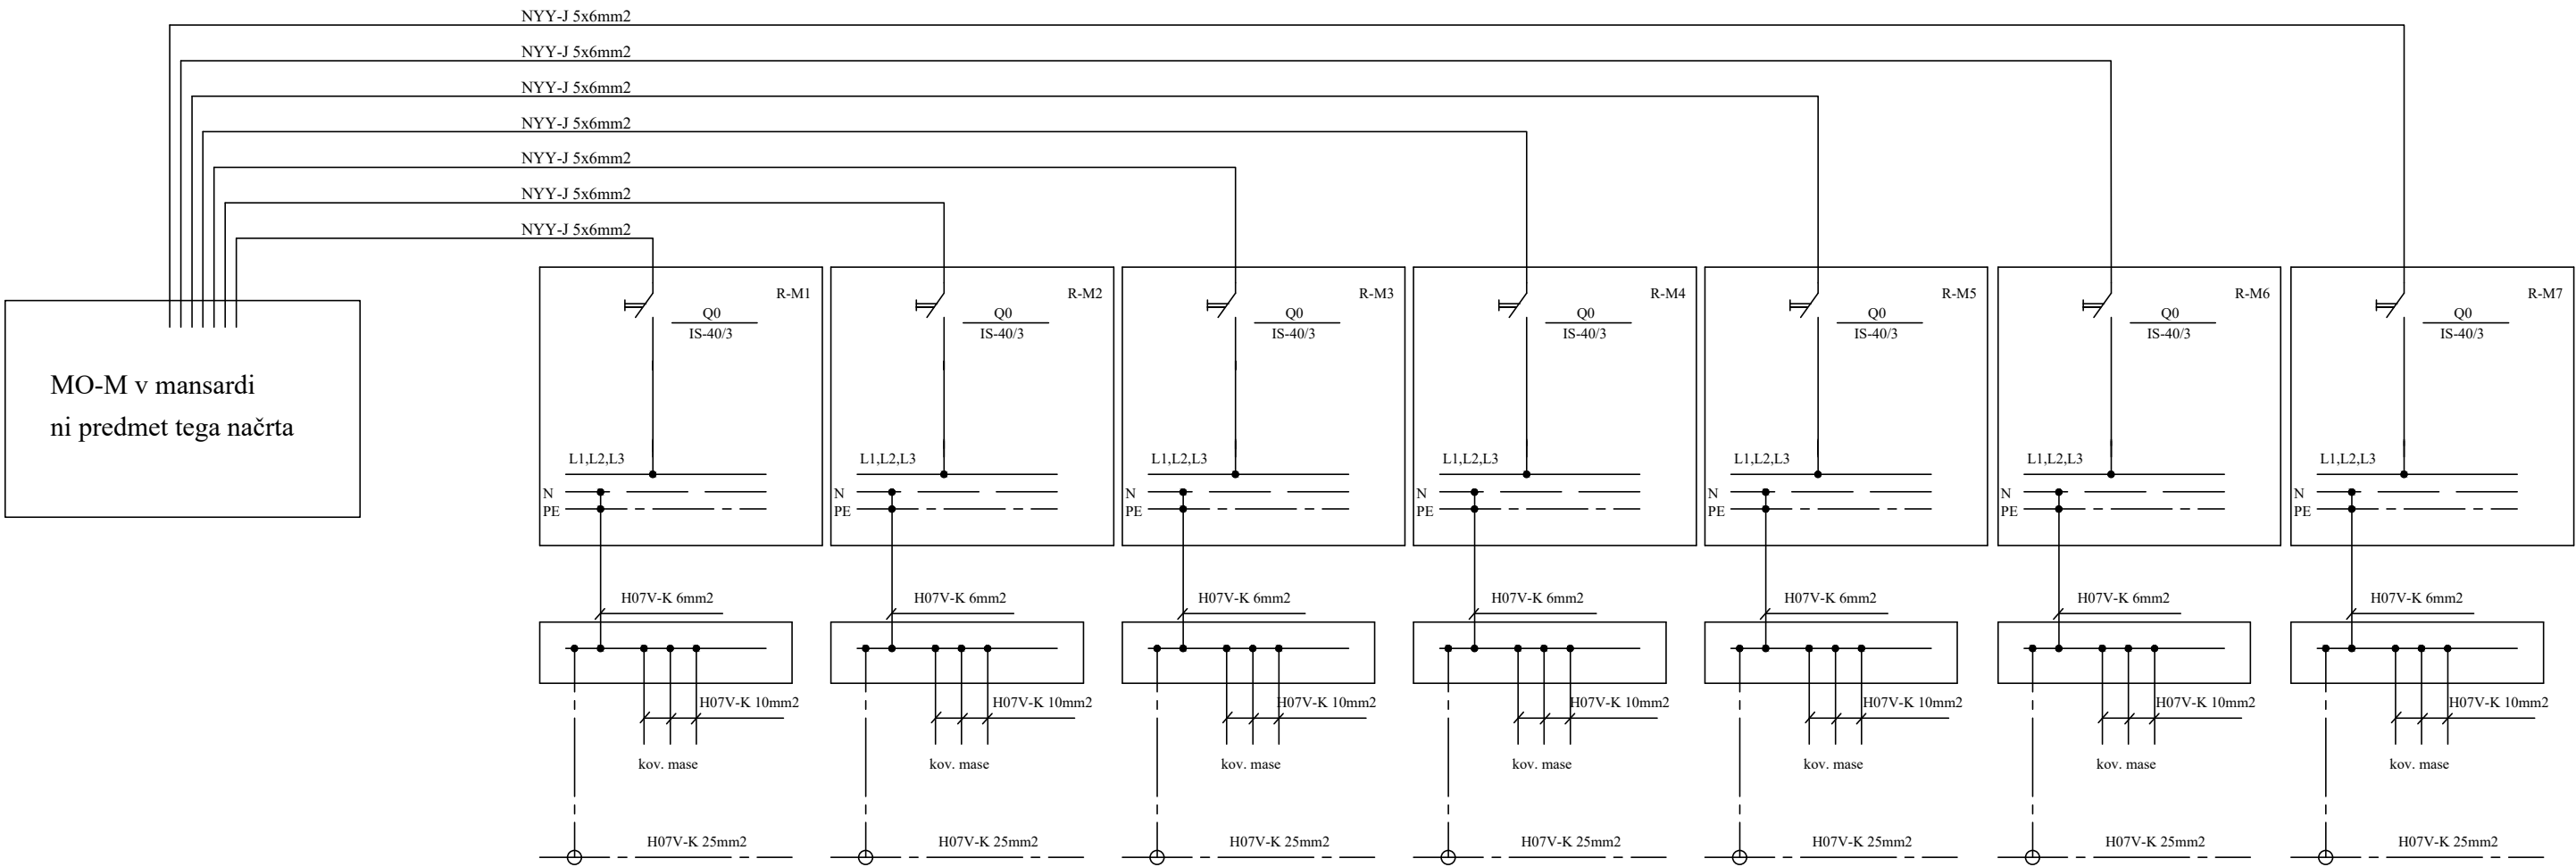 NYY-J 5x6mm2
NYY-J 5x6mm2
NYY-J 5x6mm2
NYY-J 5x6mm2
NYY-J 5x6mm2
NYY-J 5x6mm2
NYY-J 5x6mm2
MO-M v mansardi
ni predmet tega načrta
R-M1
Q0
IS-40/3
L1,L2,L3
N
PE
H07V-K 6mm2
H07V-K 10mm2
kov. mase
H07V-K 25mm2
R-M2
Q0
IS-40/3
L1,L2,L3
N
PE
H07V-K 6mm2
H07V-K 10mm2
kov. mase
H07V-K 25mm2
R-M3
Q0
IS-40/3
L1,L2,L3
N
PE
H07V-K 6mm2
H07V-K 10mm2
kov. mase
H07V-K 25mm2
R-M4
Q0
IS-40/3
L1,L2,L3
N
PE
H07V-K 6mm2
H07V-K 10mm2
kov. mase
H07V-K 25mm2
R-M5
Q0
IS-40/3
L1,L2,L3
N
PE
H07V-K 6mm2
H07V-K 10mm2
kov. mase
H07V-K 25mm2
R-M6
Q0
IS-40/3
L1,L2,L3
N
PE
H07V-K 6mm2
H07V-K 10mm2
kov. mase
H07V-K 25mm2
R-M7
Q0
IS-40/3
L1,L2,L3
N
PE
H07V-K 6mm2
H07V-K 10mm2
kov. mase
H07V-K 25mm2